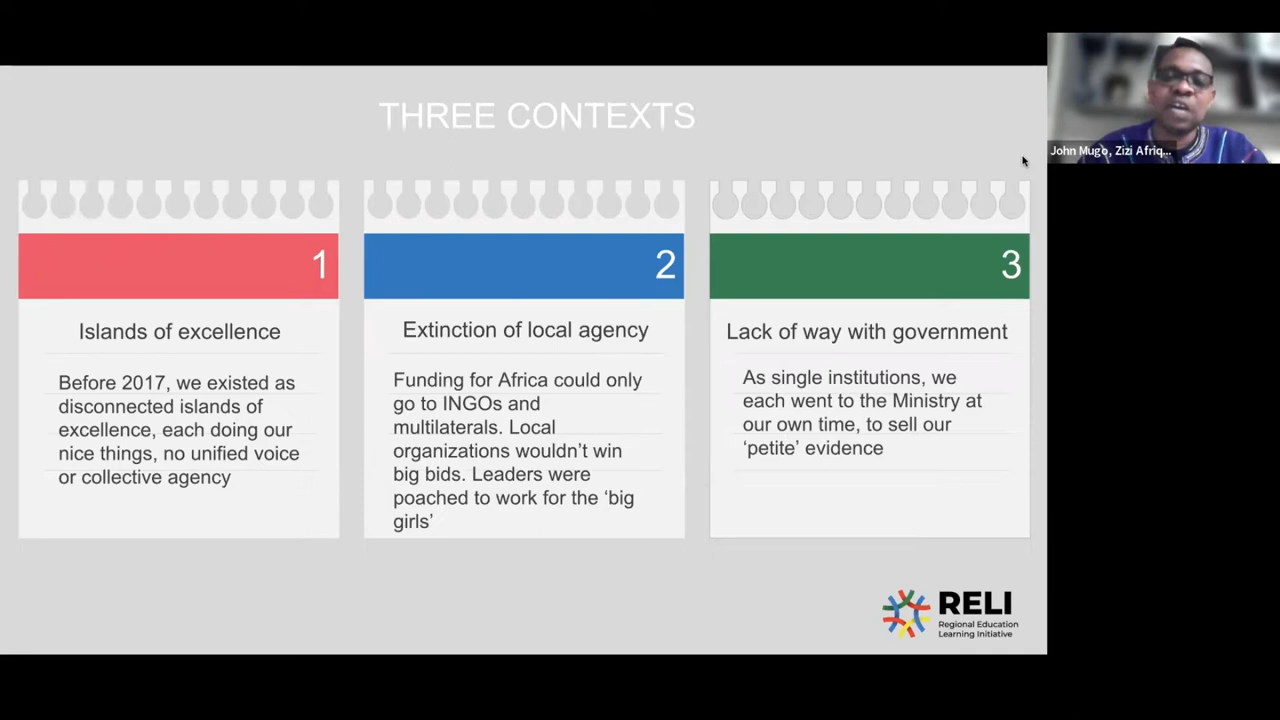 THREE CONTEXTS
John Mugo, Zizi Afriq...
1
Islands of excellence
Before 2017, we existed as
disconnected islands of
excellence, each doing our
nice things, no unified voice
or collective agency
2
Extinction of local agency
Funding for Africa could only
go to INGOs and
multilaterals. Local
organizations wouldn’t win
big bids. Leaders were
poached to work for the ‘big
girls’
3
Lack of way with government
As single institutions, we
each went to the Ministry at
our own time, to sell our
‘petite’ evidence
RELI
Regional Education
Learning Initiative